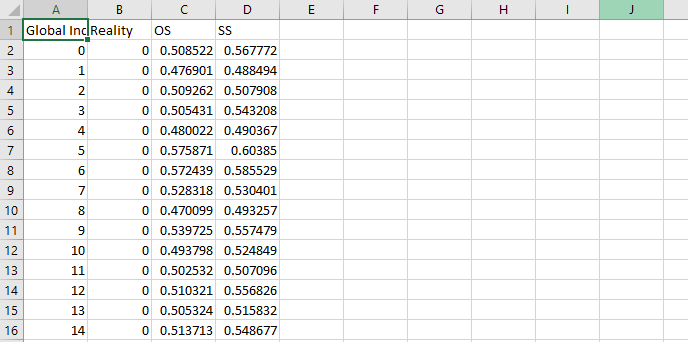 A B C D E F G H I J
1 Global Inc Reality OS SS
2 0 0 0.508522 0.567772
3 1 0 0.476901 0.488494
4 2 0 0.509262 0.507908
5 3 0 0.505431 0.543208
6 4 0 0.480022 0.490367
7 5 0 0.575871 0.60385
8 6 0 0.572439 0.585529
9 7 0 0.528318 0.530401
10 8 0 0.470099 0.493257
11 9 0 0.539725 0.557479
12 10 0 0.493798 0.524849
13 11 0 0.502532 0.507096
14 12 0 0.510321 0.556826
15 13 0 0.505324 0.515832
16 14 0 0.513713 0.548677